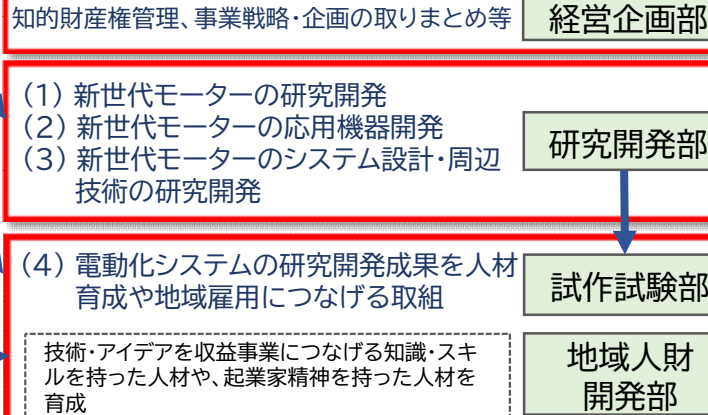 知的財産権管理、事業戦略・企画の取りまとめ等
経営企画部
(1) 新世代モーターの研究開発
(2) 新世代モーターの応用機器開発
(3) 新世代モーターのシステム設計・周辺
技術の研究開発
研究開発部
(4) 電動化システムの研究開発成果を人材
育成や地域雇用につなげる取組
試作試験部
技術・アイデアを収益事業につなげる知識・スキ
ルを持った人材や、起業家精神を持った人材を
育成
地域人財
開発部